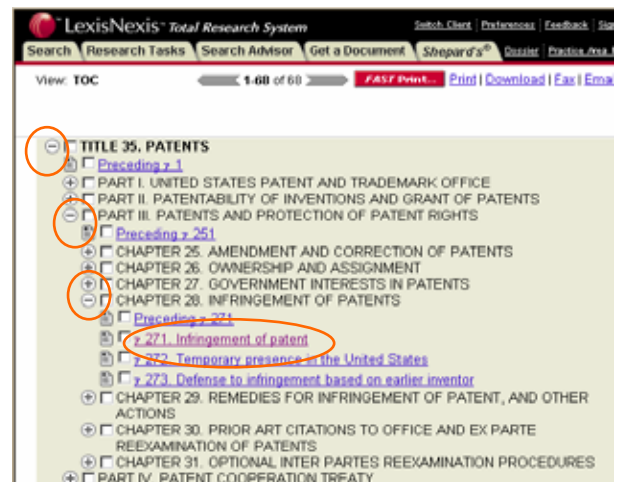 LexisNexis™ Total Research System
Switch Client | Preferences | Feedback |
Search Research Tasks Search Advisor Get a Document Shepard's® Dossier Practice Area
View: TOC 1-68 of 68 FAST Print... Print | Download | Fax | Emai
TITLE 35. PATENTS
Preceding z 1
PART I. UNITED STATES PATENT AND TRADEMARK OFFICE
PART II. PATENTABILITY OF INVENTIONS AND GRANT OF PATENTS
PART III. PATENTS AND PROTECTION OF PATENT RIGHTS
Preceding z 251
CHAPTER 25. AMENDMENT AND CORRECTION OF PATENTS
CHAPTER 26. OWNERSHIP AND ASSIGNMENT
CHAPTER 27. GOVERNMENT INTERESTS IN PATENTS
CHAPTER 28. INFRINGEMENT OF PATENTS
Preceding z 271
z 271. Infringement of patent
z 272. Temporary presence in the United States
z 273. Defense to infringement based on earlier inventor
CHAPTER 29. REMEDIES FOR INFRINGEMENT OF PATENT, AND OTHER
ACTIONS
CHAPTER 30. PRIOR ART CITATIONS TO OFFICE AND EX PARTE
REEXAMINATION OF PATENTS
CHAPTER 31. OPTIONAL INTER PARTES REEXAMINATION PROCEDURES
PART IV. PATENT COOPERATION TREATY